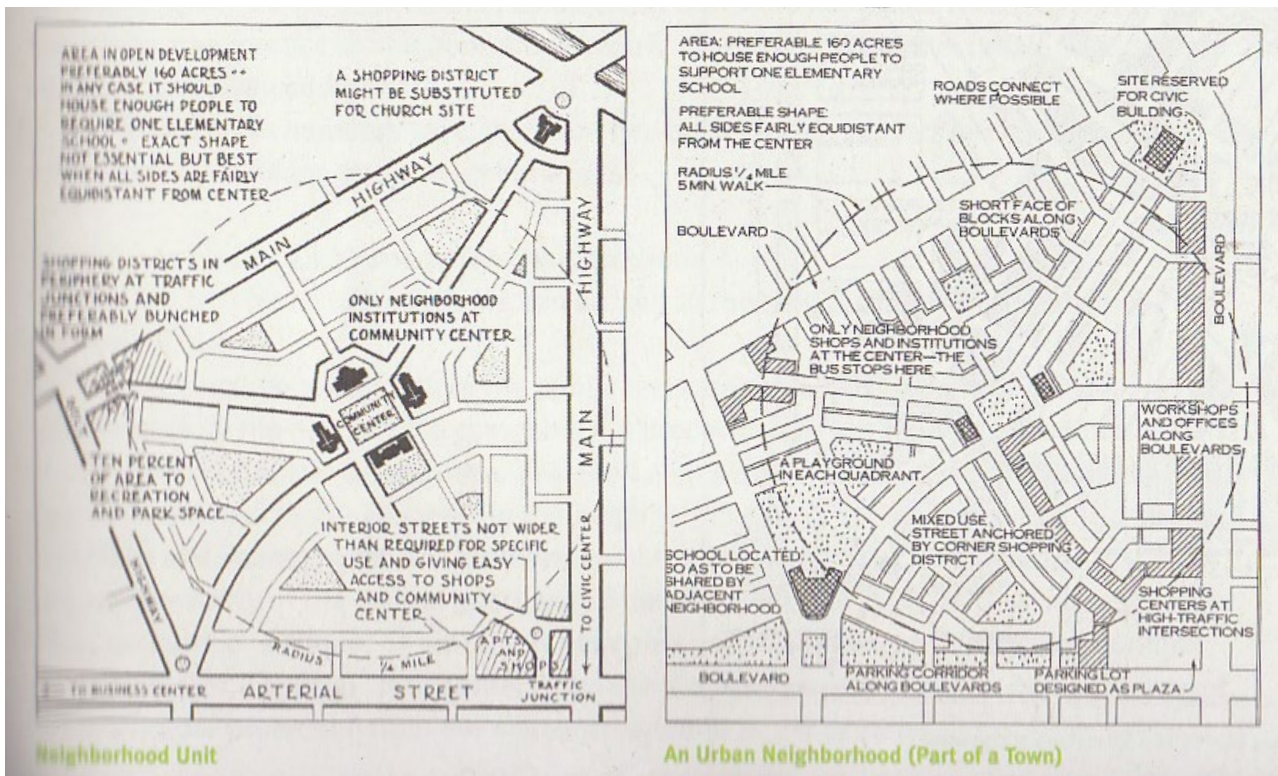 AREA IN OPEN DEVELOPMENT
PREFERABLY 160 ACRES --
IN ANY CASE IT SHOULD
HOUSE ENOUGH PEOPLE TO
REQUIRE ONE ELEMENTARY
SCHOOL • EXACT SHAPE
NOT ESSENTIAL BUT BEST
WHEN ALL SIDES ARE FAIRLY
EQUIDISTANT FROM CENTER
A SHOPPING DISTRICT
MIGHT BE SUBSTITUTED
FOR CHURCH SITE
MAIN HIGHWAY
HIGHWAY
MAIN
SHOPPING DISTRICTS IN
PERIPHERY AT TRAFFIC
JUNCTIONS AND
PREFERABLY BUNCHED
IN FORM
ONLY NEIGHBORHOOD
INSTITUTIONS AT
COMMUNITY CENTER
COMMUNITY
CENTER
TEN PERCENT
OF AREA TO
RECREATION
AND PARK SPACE
INTERIOR STREETS NOT WIDER
THAN REQUIRED FOR SPECIFIC
USE AND GIVING EASY
ACCESS TO SHOPS
AND COMMUNITY
CENTER
TO CIVIC CENTER
HIGHWAY
RADIUS 1/4 MILE
APTS
AND
SHOPS
TRAFFIC
JUNCTION
TO BUSINESS CENTER
ARTERIAL STREET
Neighborhood Unit
AREA: PREFERABLE 160 ACRES
TO HOUSE ENOUGH PEOPLE TO
SUPPORT ONE ELEMENTARY
SCHOOL
PREFERABLE SHAPE:
ALL SIDES FAIRLY EQUIDISTANT
FROM THE CENTER
RADIUS 1/4 MILE
5 MIN. WALK
BOULEVARD
ROADS CONNECT
WHERE POSSIBLE
SITE RESERVED
FOR CIVIC
BUILDING
SHORT FACE OF
BLOCKS ALONG
BOULEVARDS
BOULEVARD
ONLY NEIGHBORHOOD
SHOPS AND INSTITUTIONS
AT THE CENTER—THE
BUS STOPS HERE
WORKSHOPS
AND OFFICES
ALONG
BOULEVARDS
A PLAYGROUND
IN EACH QUADRANT
MIXED USE
STREET ANCHORED
BY CORNER SHOPPING
DISTRICT
SCHOOL LOCATED
SO AS TO BE
SHARED BY
ADJACENT
NEIGHBORHOOD
SHOPPING
CENTERS AT
HIGH-TRAFFIC
INTERSECTIONS
BOULEVARD
PARKING CORRIDOR
ALONG BOULEVARDS
PARKING LOT
DESIGNED AS PLAZA
An Urban Neighborhood (Part of a Town)